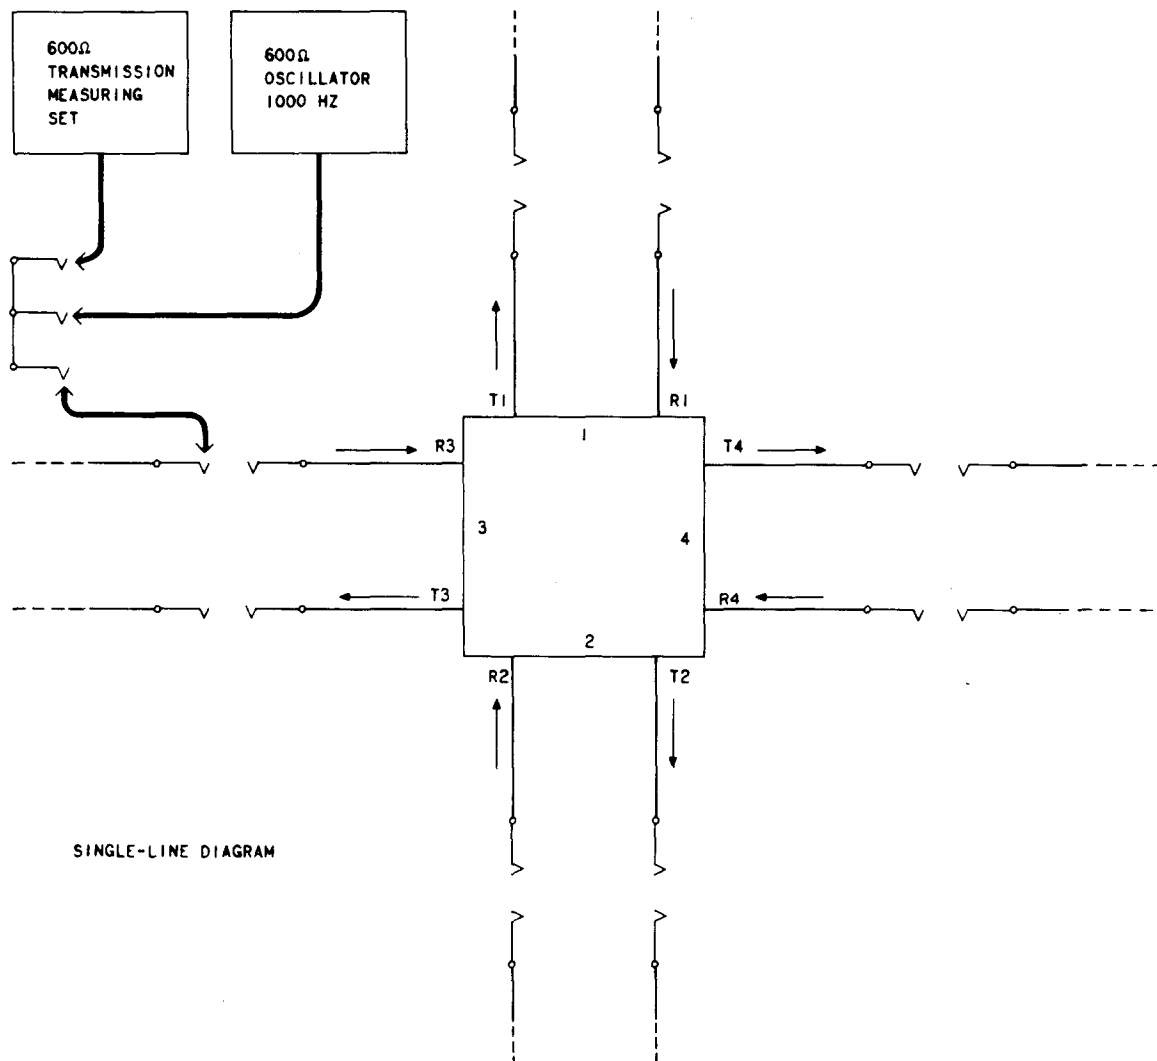 600Ω
TRANSMISSION
MEASURING
SET
600Ω
OSCILLATOR
1000 HZ
T1
R1
1
R3
T4
3
4
T3
R4
2
R2
T2
SINGLE-LINE DIAGRAM